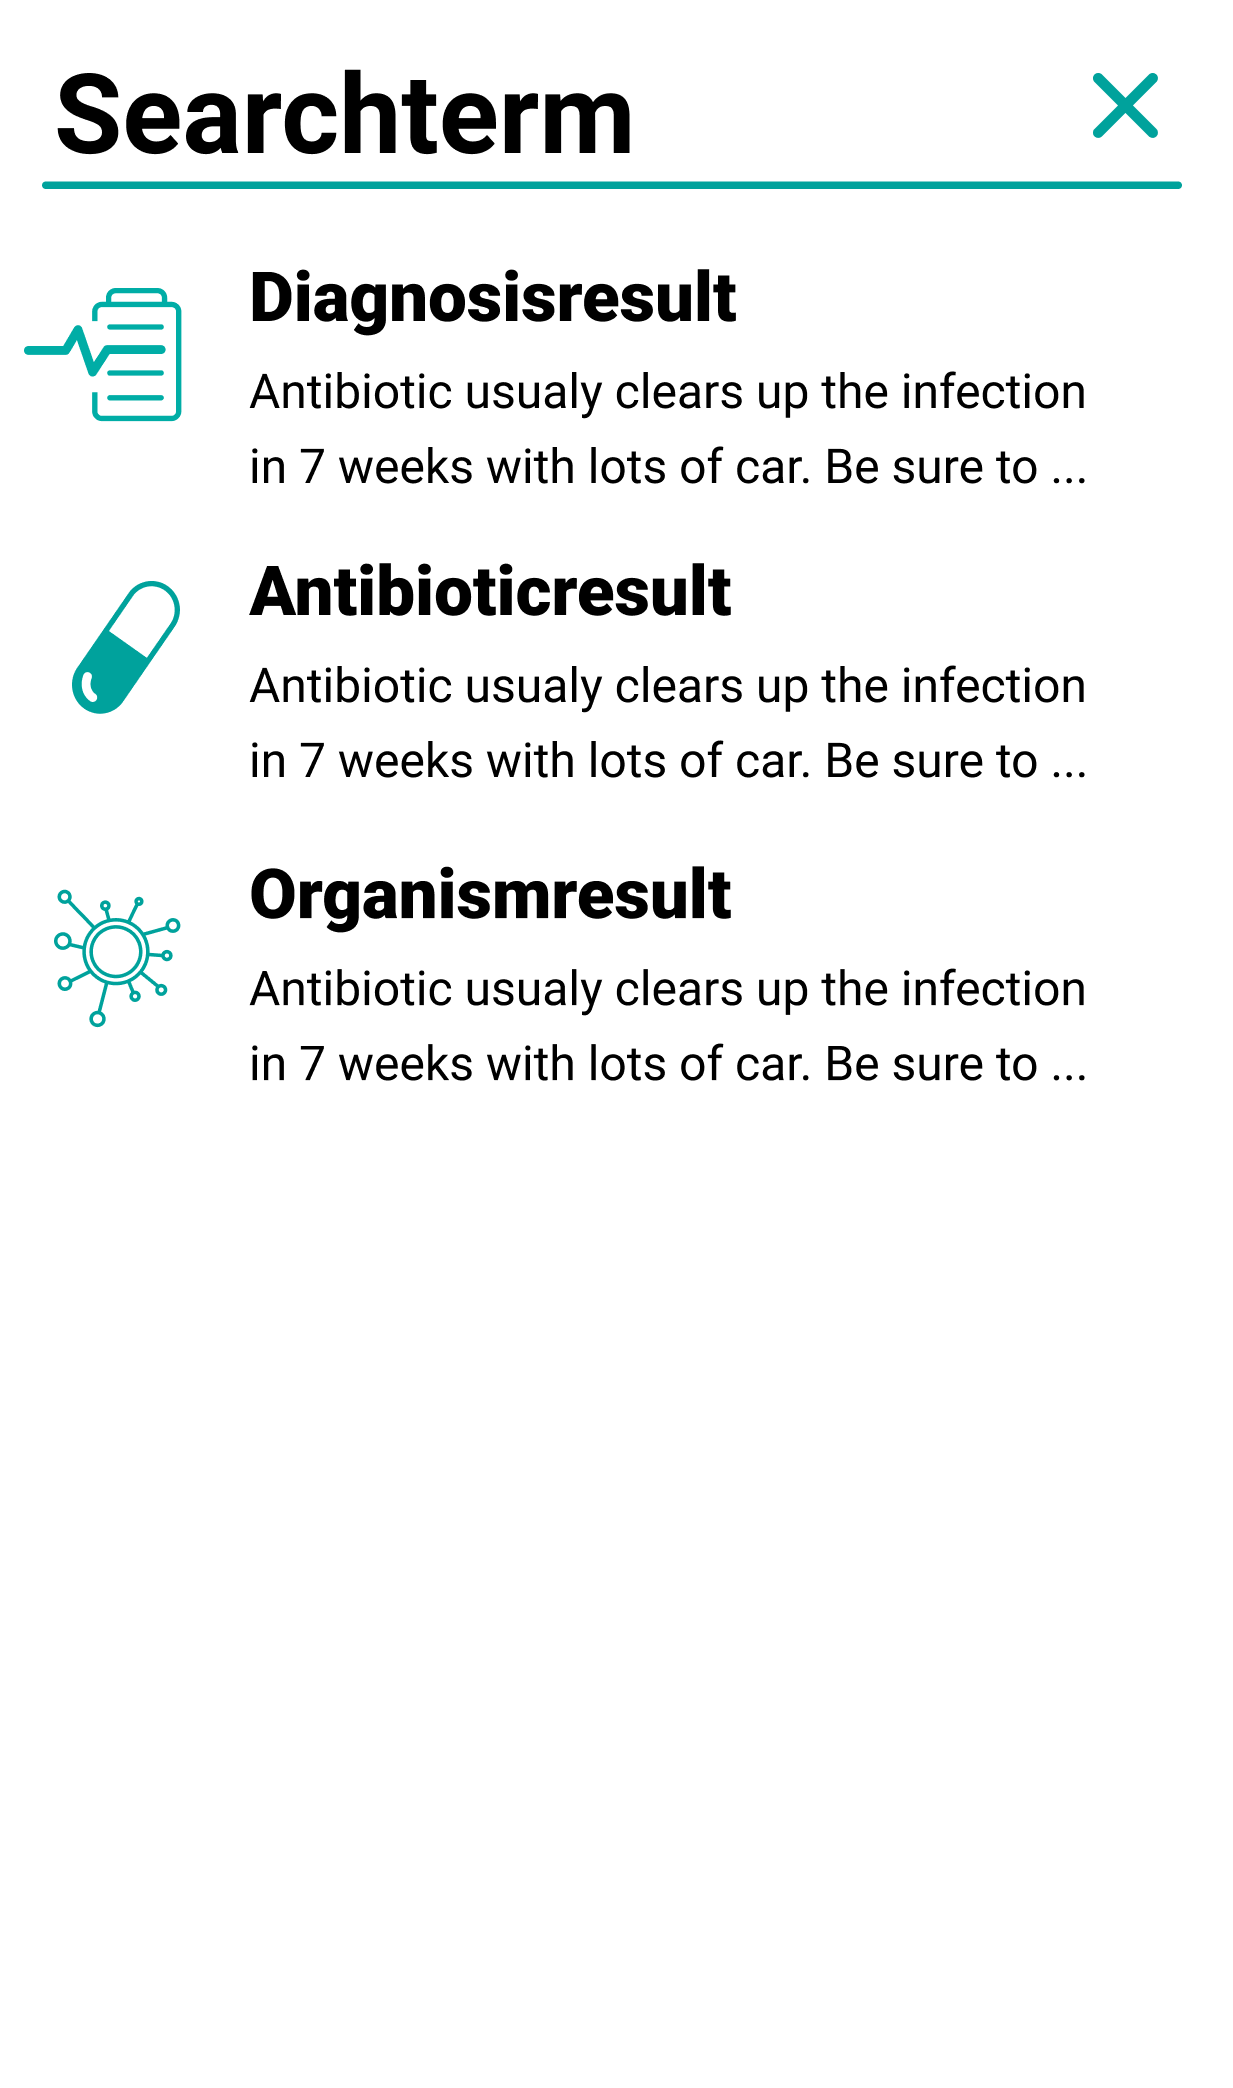 Searchterm
Diagnosisresult
Antibiotic usualy clears up the infection
in 7 weeks with lots of car. Be sure to ...
Antibioticresult
Antibiotic usualy clears up the infection
in 7 weeks with lots of car. Be sure to ...
Organismresult
Antibiotic usualy clears up the infection
in 7 weeks with lots of car. Be sure to ...